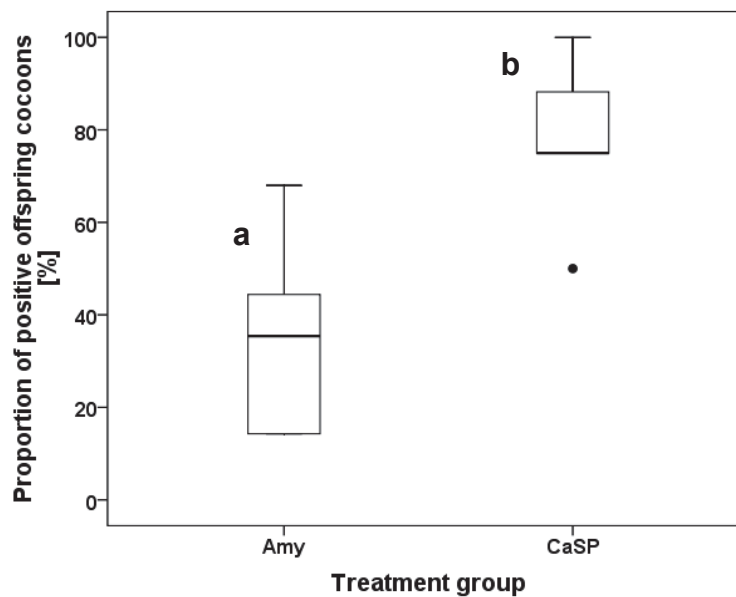 Proportion of positive offspring cocoons
[%]
100
80
60
40
20
0
a
b
Amy
CaSP
Treatment group